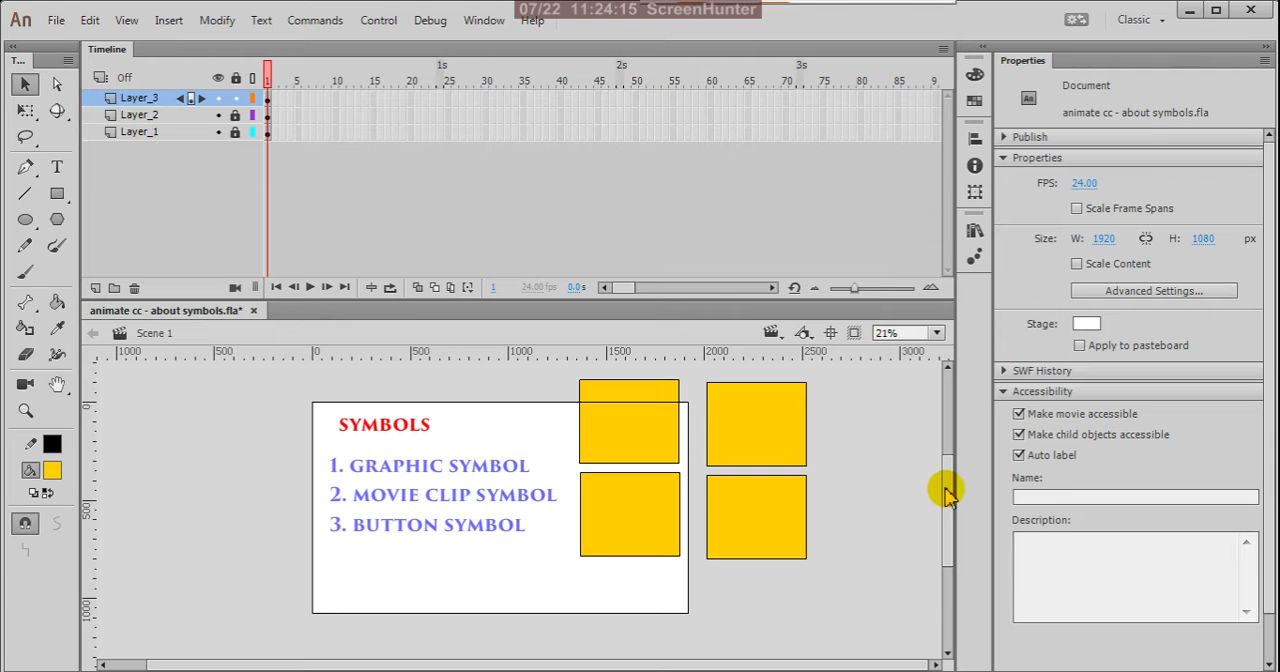 07/22 11:24:15 ScreenHunter
An File Edit View Insert Modify Text Commands Control Debug Window Help Classic
T... Timeline Properties
Off 1s 2s 3s
1 5 10 15 20 25 30 35 40 45 50 55 60 65 70 75 80 85 9
Layer_3
Layer_2
Layer_1
Document
animate cc - about symbols.fla
Publish
Properties
FPS: 24.00
Scale Frame Spans
Size: W: 1920 H: 1080 px
Scale Content
Advanced Settings...
Stage:
Apply to pasteboard
SWF History
Accessibility
Make movie accessible
Make child objects accessible
Auto label
Name:
Description:
1 24.00 fps 0.0 s
animate cc - about symbols.fla* ×
Scene 1 21%
1000 500 0 500 1000 1500 2000 2500 3000
0
500
1000
SYMBOLS
1. GRAPHIC SYMBOL
2. MOVIE CLIP SYMBOL
3. BUTTON SYMBOL